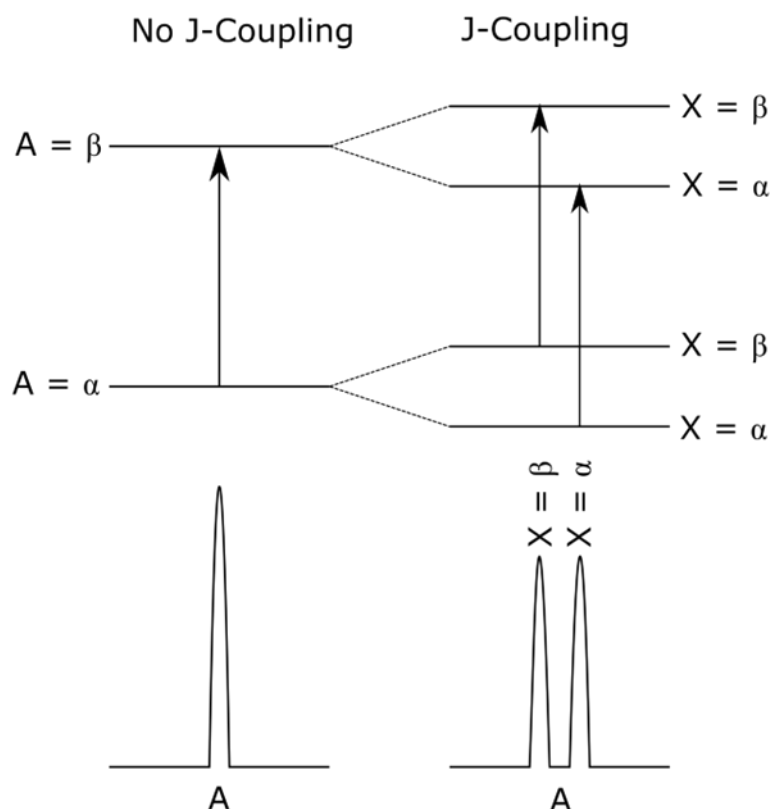 No J-Coupling
J-Coupling
A = β
X = β
X = α
X = β
A = α
X = α
X = β
X = α
A
A